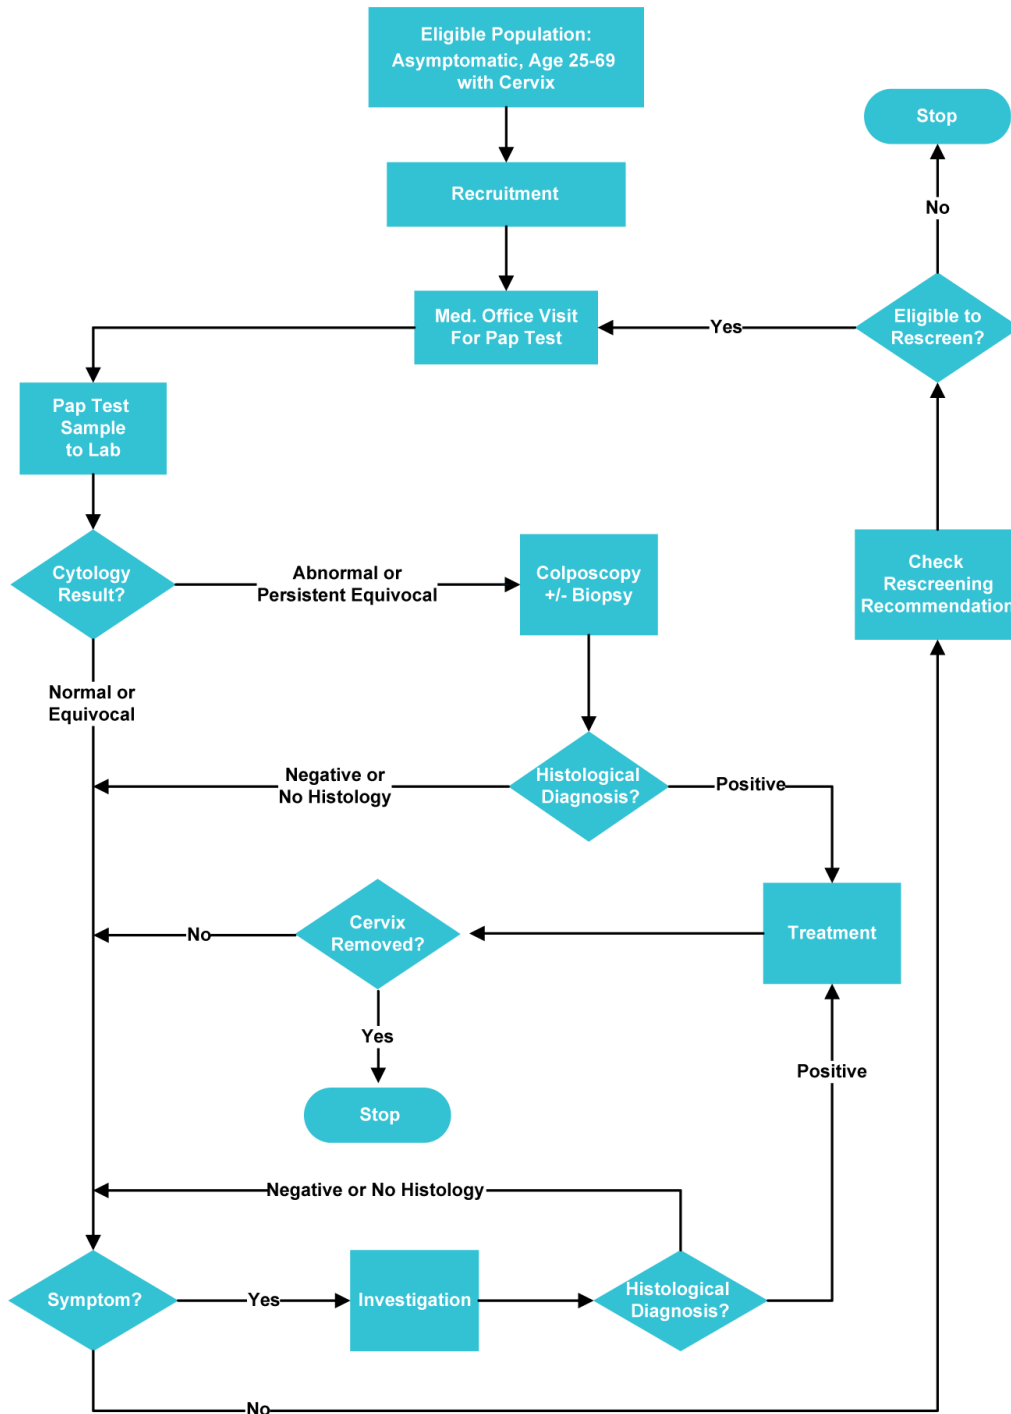 Eligible Population:
Asymptomatic, Age 25-69
with Cervix
Stop
Recruitment
No
Med. Office Visit
For Pap Test
Yes
Eligible to
Rescreen?
Pap Test
Sample
to Lab
Cytology
Result?
Abnormal or
Persistent Equivocal
Colposcopy
+/- Biopsy
Check
Rescreening
Recommendation
Normal or
Equivocal
Negative or
No Histology
Histological
Diagnosis?
Positive
No
Cervix
Removed?
Treatment
Yes
Stop
Positive
Negative or No Histology
Symptom?
Yes
Investigation
Histological
Diagnosis?
No